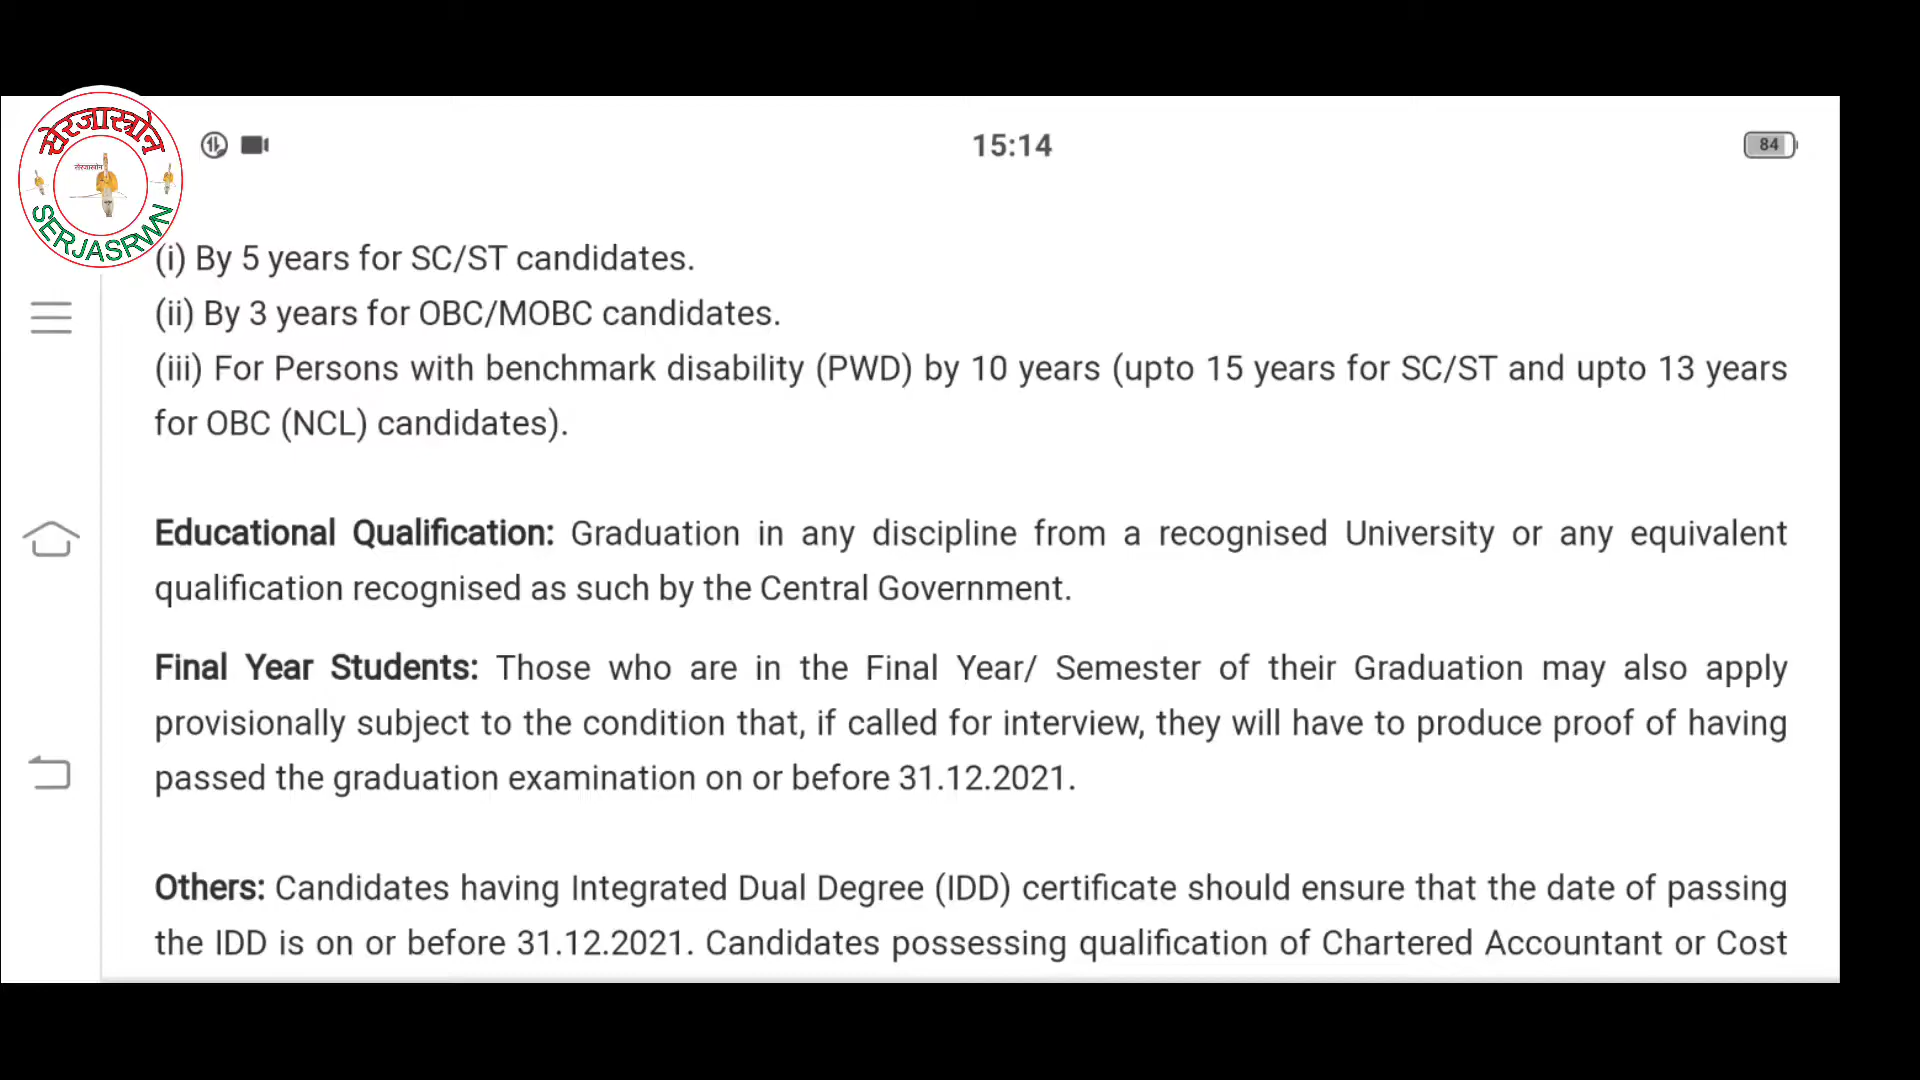 सेरजास्त्रोन
सेरजास्त्रोन
SERJASRWN
15:14
84
(i) By 5 years for SC/ST candidates.
(ii) By 3 years for OBC/MOBC candidates.
(iii) For Persons with benchmark disability (PWD) by 10 years (upto 15 years for SC/ST and upto 13 years
for OBC (NCL) candidates).
Educational Qualification: Graduation in any discipline from a recognised University or any equivalent
qualification recognised as such by the Central Government.
Final Year Students: Those who are in the Final Year/ Semester of their Graduation may also apply
provisionally subject to the condition that, if called for interview, they will have to produce proof of having
passed the graduation examination on or before 31.12.2021.
Others: Candidates having Integrated Dual Degree (IDD) certificate should ensure that the date of passing
the IDD is on or before 31.12.2021. Candidates possessing qualification of Chartered Accountant or Cost